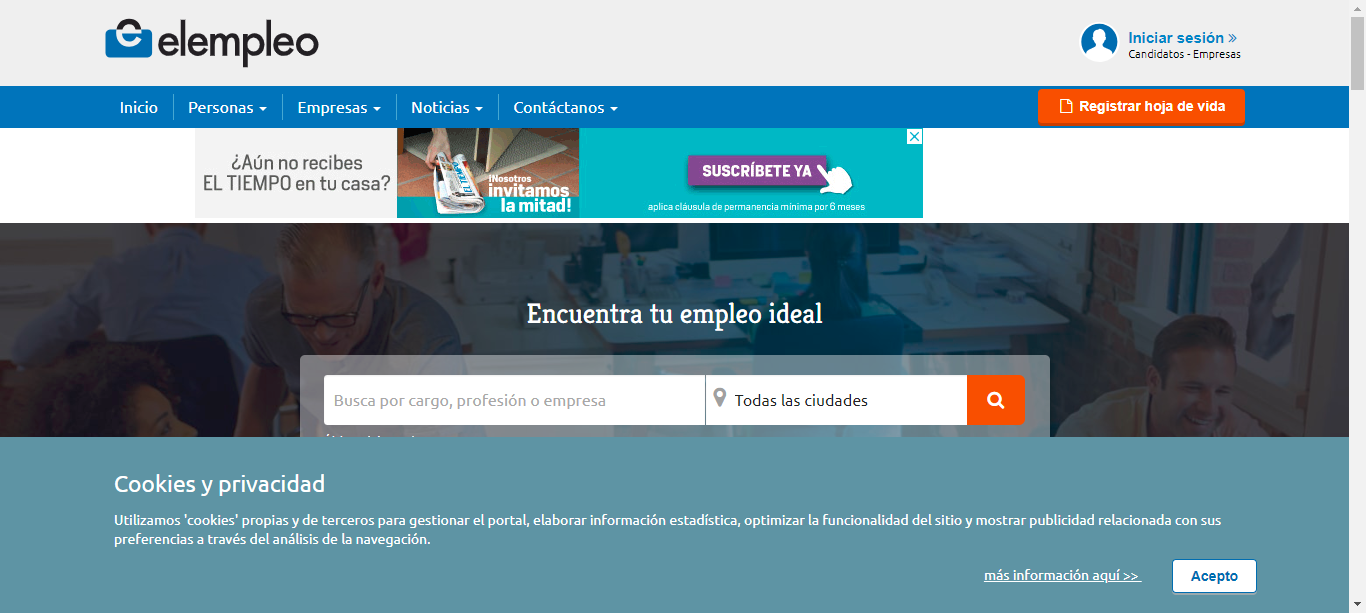 elempleo
Iniciar sesión »
Candidatos - Empresas
Inicio
Personas
Empresas
Noticias
Contáctanos
Registrar hoja de vida
¿Aún no recibes
EL TIEMPO en tu casa?
¡Nosotros
invitamos
la mitad!
SUSCRÍBETE YA
aplica cláusula de permanencia mínima por 6 meses
Encuentra tu empleo ideal
Busca por cargo, profesión o empresa
Todas las ciudades
Cookies y privacidad
Utilizamos 'cookies' propias y de terceros para gestionar el portal, elaborar información estadística, optimizar la funcionalidad del sitio y mostrar publicidad relacionada con sus
preferencias a través del análisis de la navegación.
más información aquí >>
Acepto